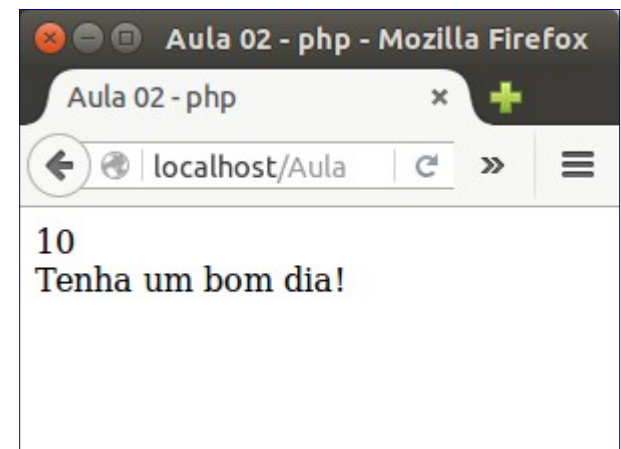 Aula 02 - php - Mozilla Firefox
Aula 02 - php
localhost/Aula
10
Tenha um bom dia!